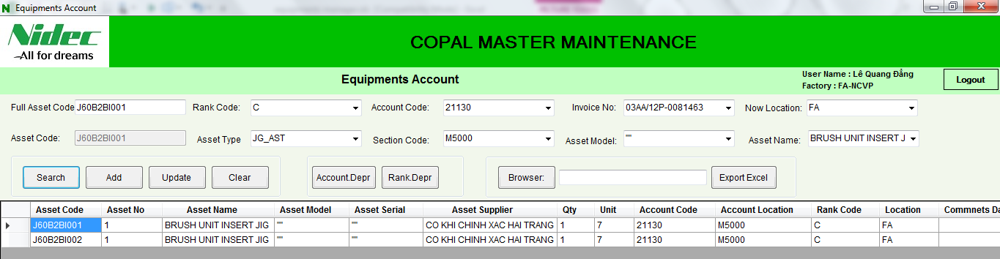 Equipments Account
Nidec
All for dreams
COPAL MASTER MAINTENANCE
Equipments Account
User Name : Lê Quang Đẳng
Factory : FA-NCVP
Logout
Full Asset Code J60B2BI001 Rank Code: C Account Code: 21130 Invoice No: 03AA/12P-0081463 Now Location: FA
Asset Code: J60B2BI001 Asset Type JG_AST Section Code: M5000 Asset Model: "" Asset Name: BRUSH UNIT INSERT J
Search Add Update Clear Account.Depr Rank.Depr Browser: Export Excel
Asset Code Asset No Asset Name Asset Model Asset Serial Asset Supplier Qty Unit Account Code Account Location Rank Code Location Commnets Da
J60B2BI001 1 BRUSH UNIT INSERT JIG "" "" CO KHI CHINH XAC HAI TRANG 1 7 21130 M5000 C FA
J60B2BI002 1 BRUSH UNIT INSERT JIG "" "" CO KHI CHINH XAC HAI TRANG 1 7 21130 M5000 C FA